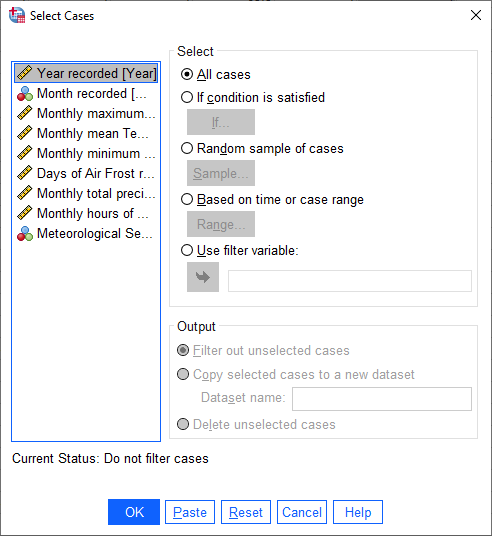 Select Cases
Year recorded [Year]
Month recorded [...
Monthly maximum...
Monthly mean Te...
Monthly minimum ...
Days of Air Frost r...
Monthly total preci...
Monthly hours of ...
Meteorological Se...
Select
All cases
If condition is satisfied
If...
Random sample of cases
Sample...
Based on time or case range
Range...
Use filter variable:
Output
Filter out unselected cases
Copy selected cases to a new dataset
Dataset name:
Delete unselected cases
Current Status: Do not filter cases
OK Paste Reset Cancel Help